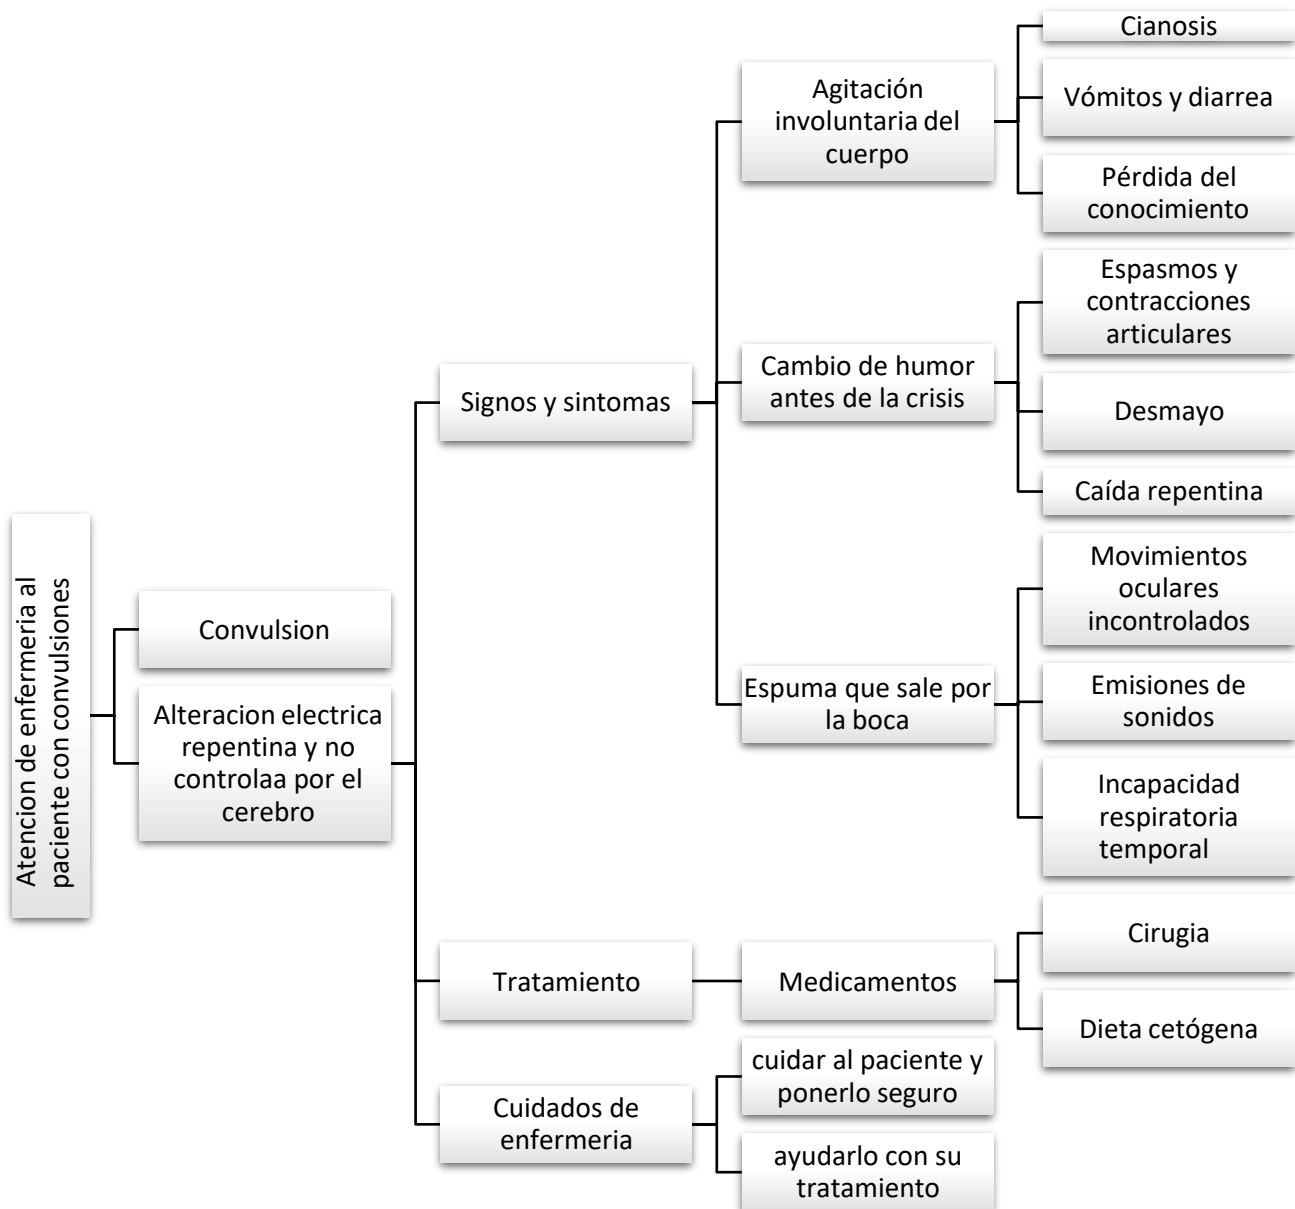 Atencion de enfermeria al
paciente con convulsiones
Convulsion
Alteracion electrica
repentina y no
controlaa por el
cerebro
Signos y sintomas
Agitación
involuntaria del
cuerpo
Cianosis
Vómitos y diarrea
Pérdida del
conocimiento
Cambio de humor
antes de la crisis
Espasmos y
contracciones
articulares
Desmayo
Caída repentina
Espuma que sale por
la boca
Movimientos
oculares
incontrolados
Emisiones de
sonidos
Incapacidad
respiratoria
temporal
Tratamiento
Medicamentos
Cirugia
Dieta cetógena
Cuidados de
enfermeria
cuidar al paciente y
ponerlo seguro
ayudarlo con su
tratamiento